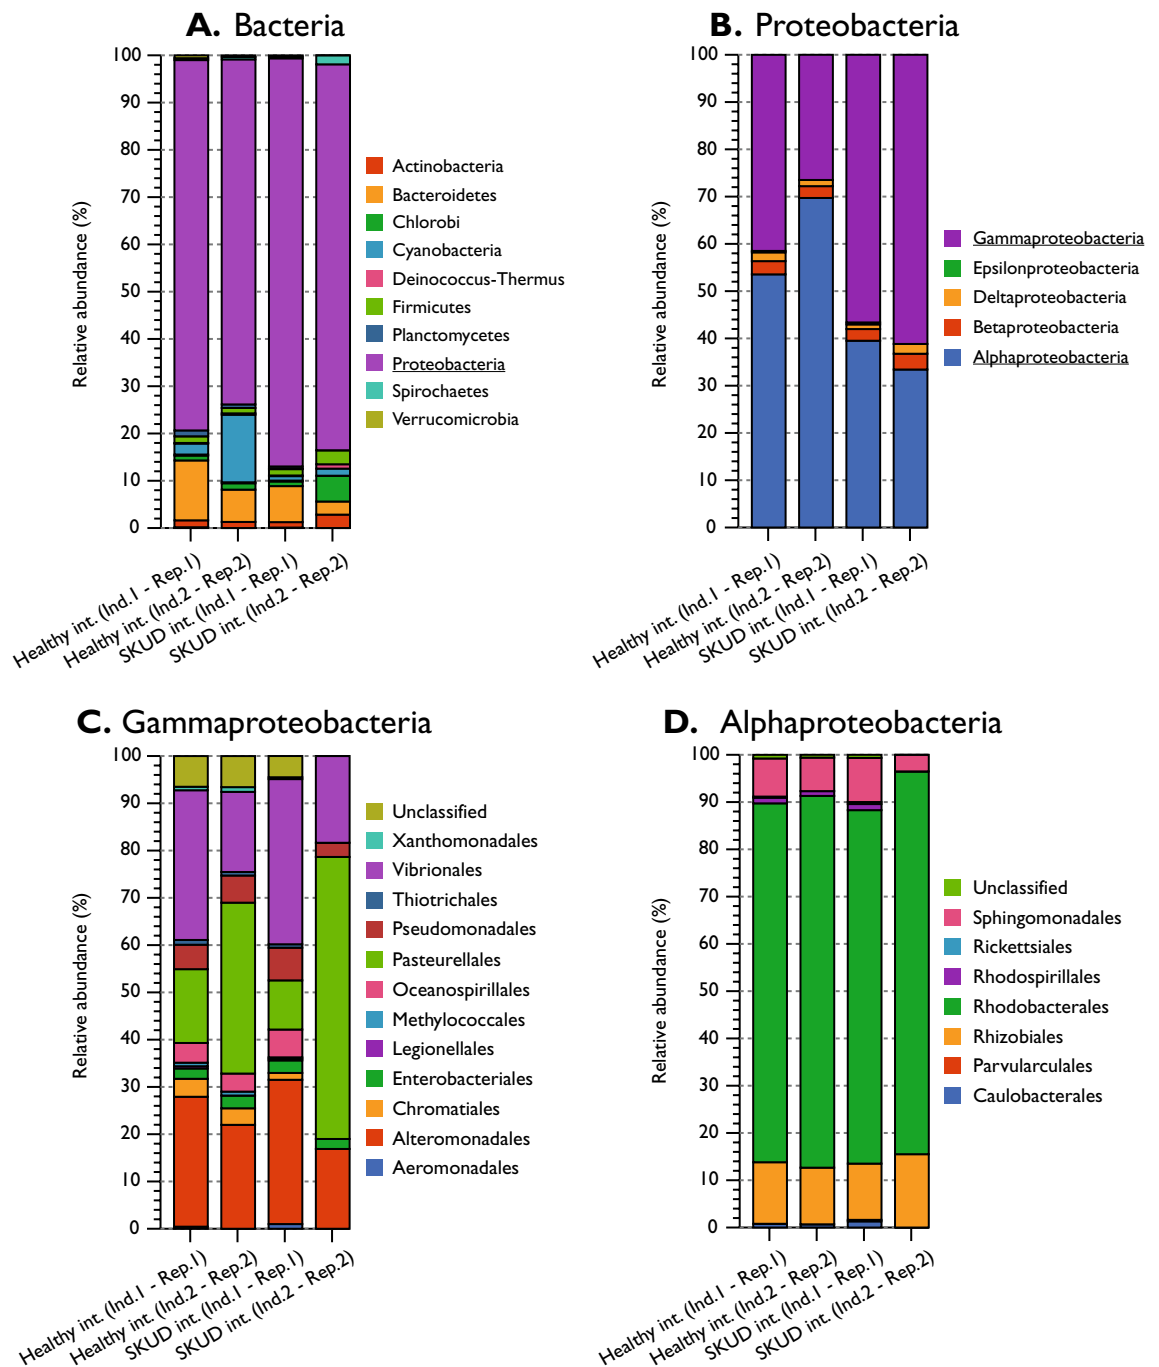 A. Bacteria
Relative abundance (%)
100
90
80
70
60
50
40
30
20
10
0
Healthy int. (Ind.1 - Rep.1)
Healthy int. (Ind.2 - Rep.2)
SKUD int. (Ind.1 - Rep.1)
SKUD int. (Ind.2 - Rep.2)
Actinobacteria
Bacteroidetes
Chlorobi
Cyanobacteria
Deinococcus-Thermus
Firmicutes
Planctomycetes
Proteobacteria
Spirochaetes
Verrucomicrobia
B. Proteobacteria
Relative abundance (%)
100
90
80
70
60
50
40
30
20
10
0
Healthy int. (Ind.1 - Rep.1)
Healthy int. (Ind.2 - Rep.2)
SKUD int. (Ind.1 - Rep.1)
SKUD int. (Ind.2 - Rep.2)
Gammaproteobacteria
Epsilonproteobacteria
Deltaproteobacteria
Betaproteobacteria
Alphaproteobacteria
C. Gammaproteobacteria
Relative abundance (%)
100
90
80
70
60
50
40
30
20
10
0
Healthy int. (Ind.1 - Rep.1)
Healthy int. (Ind.2 - Rep.2)
SKUD int. (Ind.1 - Rep.1)
SKUD int. (Ind.2 - Rep.2)
Unclassified
Xanthomonadales
Vibrionales
Thiotrichales
Pseudomonadales
Pasteurellales
Oceanospirillales
Methylococcales
Legionellales
Enterobacteriales
Chromatiales
Alteromonadales
Aeromonadales
D. Alphaproteobacteria
Relative abundance (%)
100
90
80
70
60
50
40
30
20
10
0
Healthy int. (Ind.1 - Rep.1)
Healthy int. (Ind.2 - Rep.2)
SKUD int. (Ind.1 - Rep.1)
SKUD int. (Ind.2 - Rep.2)
Unclassified
Sphingomonadales
Rickettsiales
Rhodospirillales
Rhodobacterales
Rhizobiales
Parvularculales
Caulobacterales